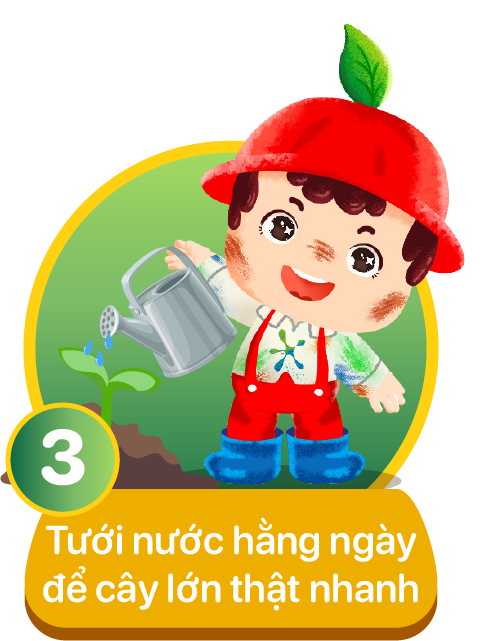 3
Tưới nước hằng ngày
để cây lớn thật nhanh